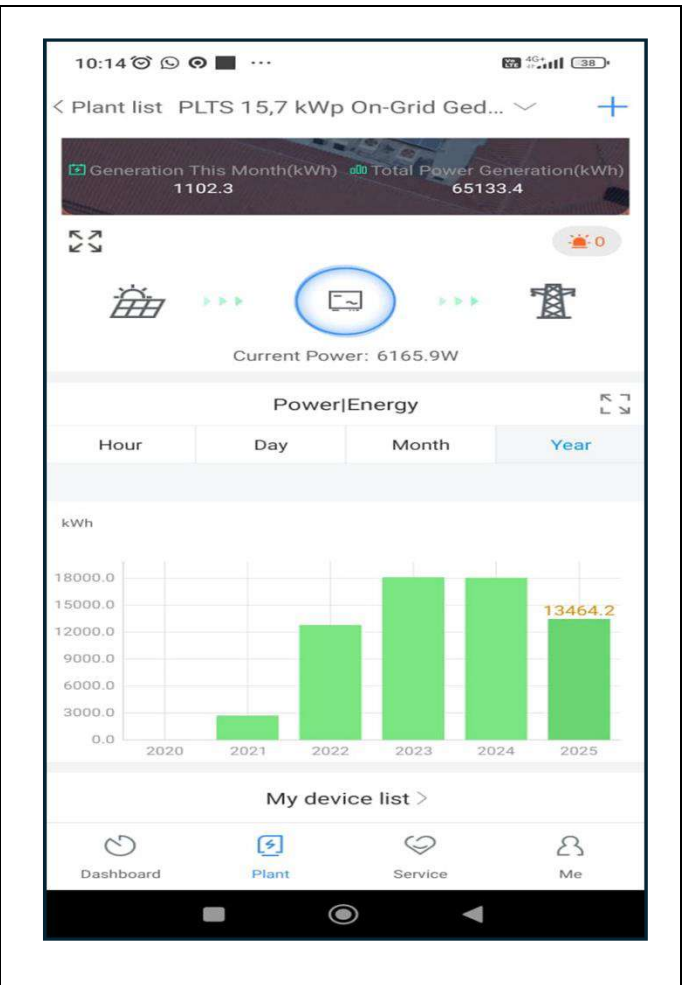 10:14 ... VoLTE 4G+ 38
< Plant list PLTS 15,7 kWp On-Grid Ged... +
Generation This Month(kWh) Total Power Generation(kWh)
1102.3 65133.4
0
Current Power: 6165.9W
Power|Energy
Hour Day Month Year
kWh
18000.0
15000.0
13464.2
12000.0
9000.0
6000.0
3000.0
0.0
2020 2021 2022 2023 2024 2025
My device list >
Dashboard Plant Service Me